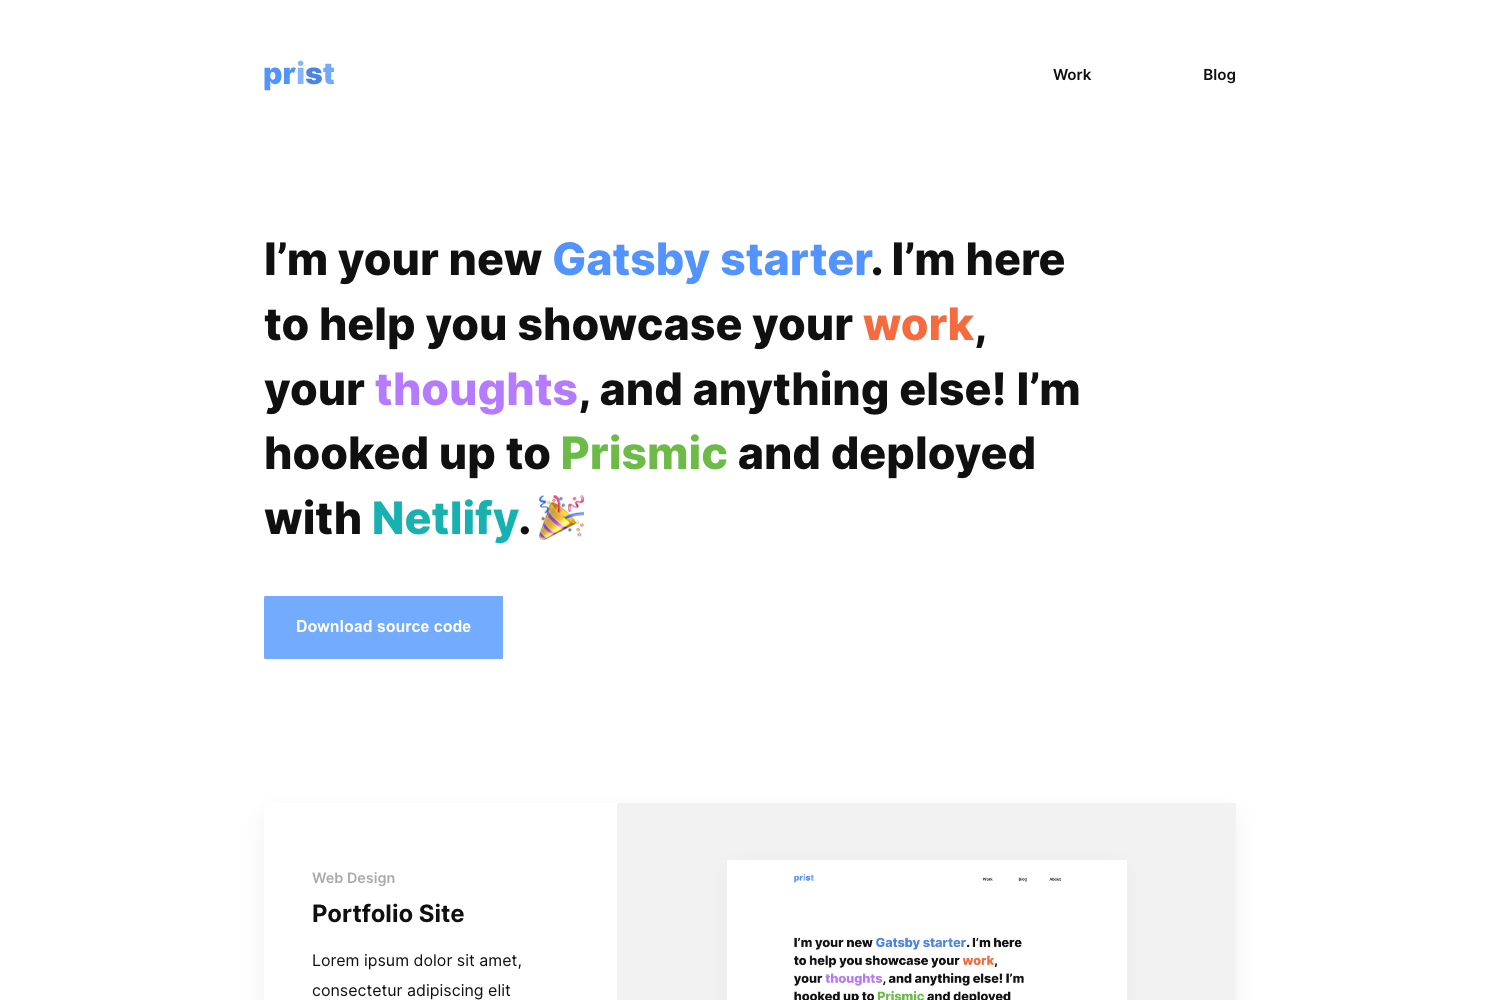 prist
Work
Blog
I’m your new Gatsby starter. I’m here
to help you showcase your work,
your thoughts, and anything else! I’m
hooked up to Prismic and deployed
with Netlify. 🎉
Download source code
Web Design
Portfolio Site
Lorem ipsum dolor sit amet,
consectetur adipiscing elit
prist
Work
Blog
About
I’m your new Gatsby starter. I’m here
to help you showcase your work,
your thoughts, and anything else! I’m
hooked up to Prismic and deployed